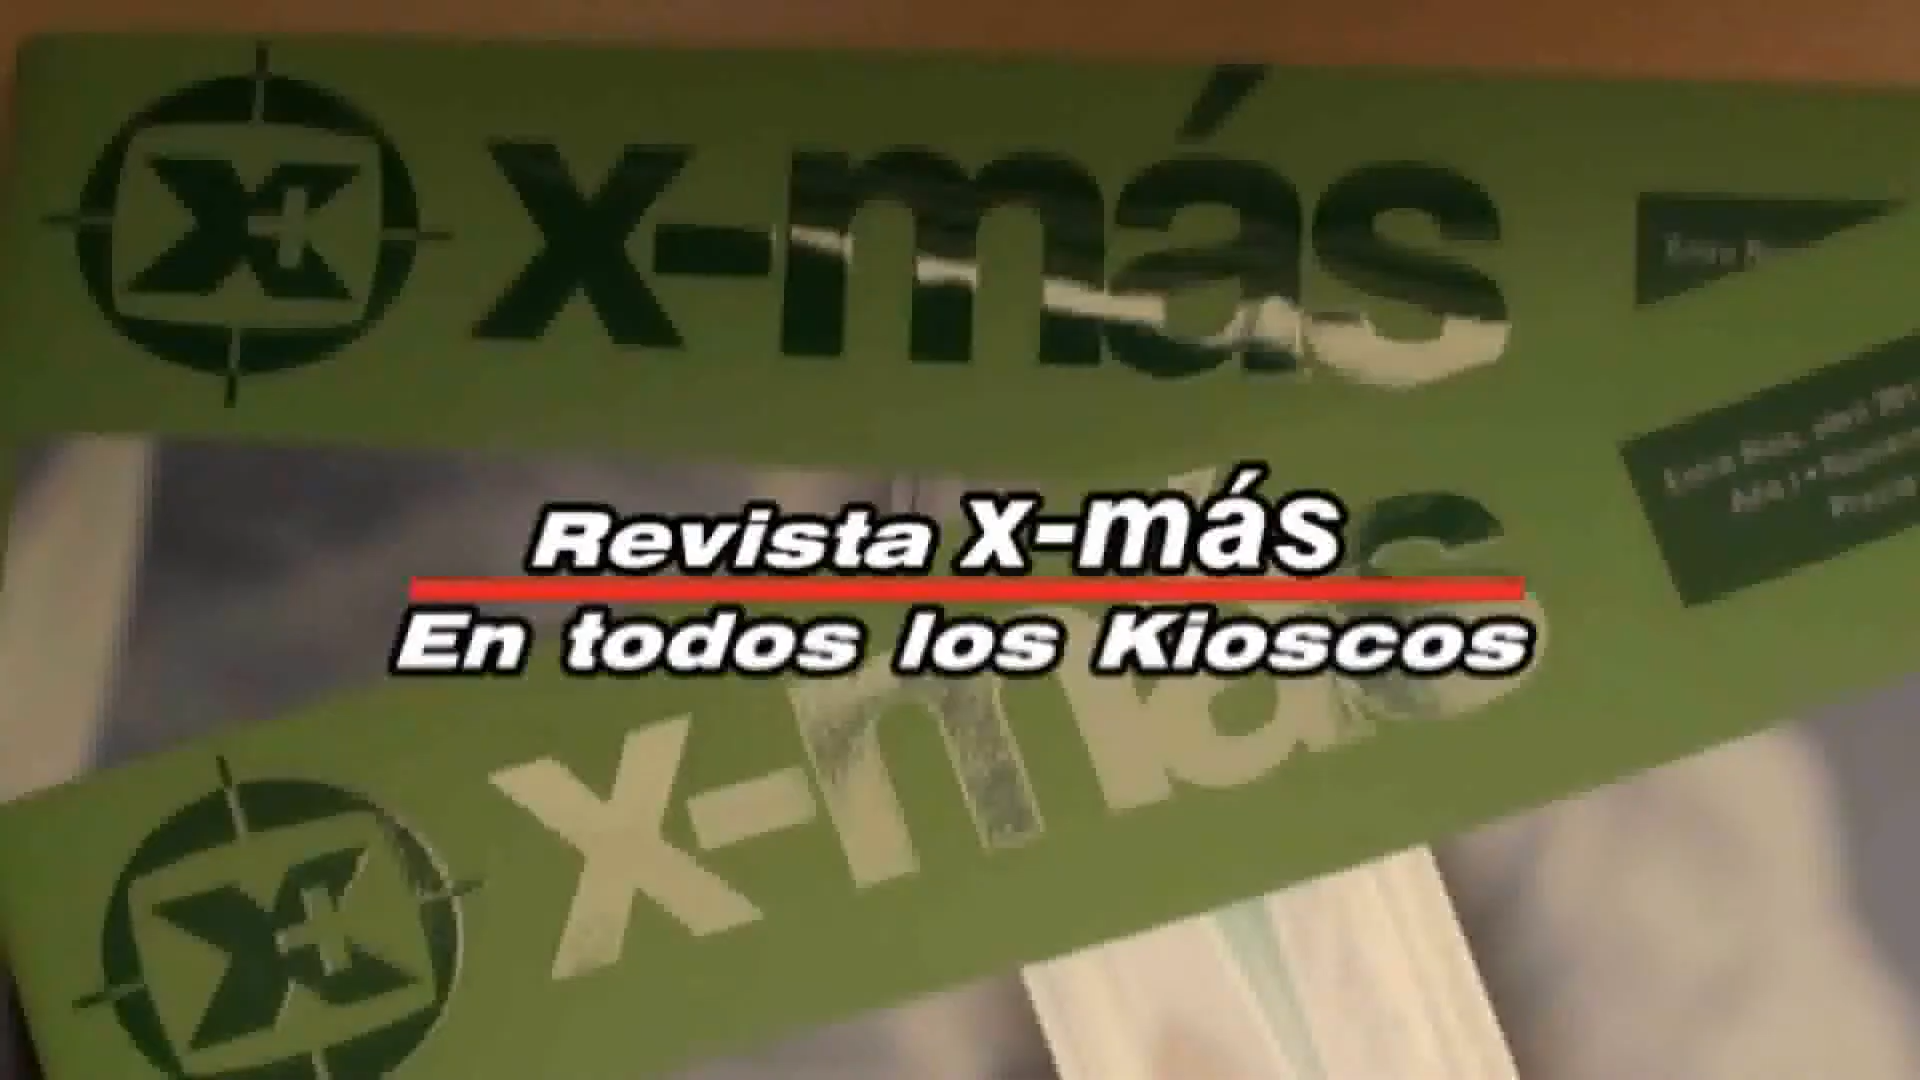 x+ x-más
Revista x-más
En todos los Kioscos
x+ x-más